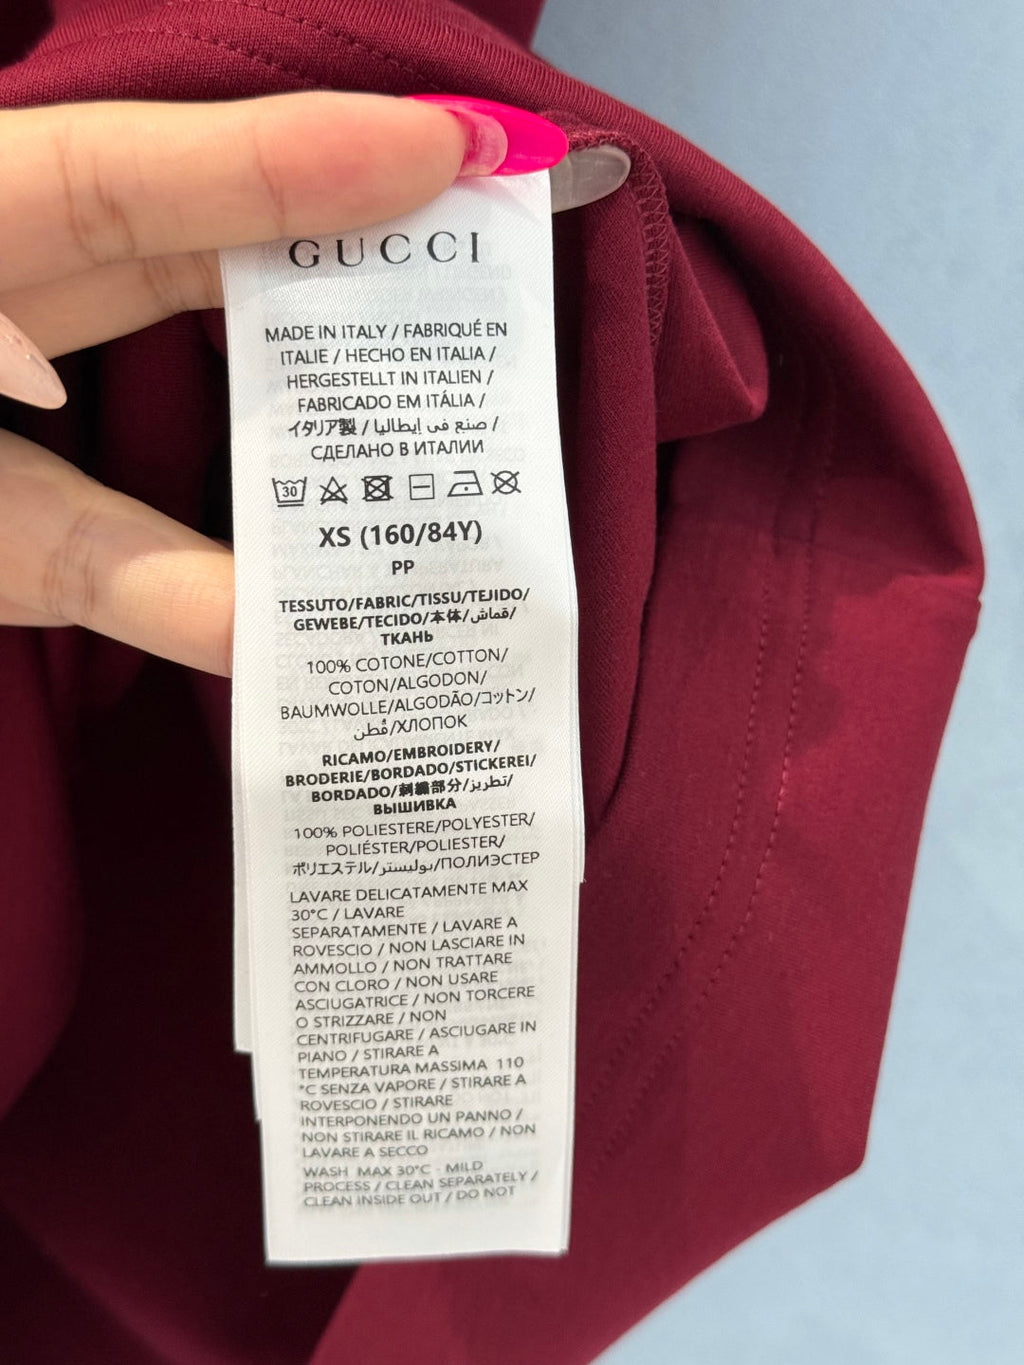 GUCCI
MADE IN ITALY / FABRIQUÉ EN
ITALIE / HECHO EN ITALIA /
HERGESTELLT IN ITALIEN /
FABRICADO EM ITÁLIA /
イタリア製 / صنع في إيطاليا /
СДЕЛАНО В ИТАЛИИ
30
XS (160/84Y)
PP
TESSUTO/FABRIC/TISSU/TEJIDO/
GEWEBE/TECIDO/本体/قماش/
ТКАНЬ
100% COTONE/COTTON/
COTON/ALGODON/
BAUMWOLLE/ALGODÃO/コットン/
قُطن/ХЛОПОК
RICAMO/EMBROIDERY/
BRODERIE/BORDADO/STICKEREI/
BORDADO/刺繍部分/تطريز/
ВЫШИВКА
100% POLIESTERE/POLYESTER/
POLIÉSTER/POLIESTER/
ポリエステル/بوليستر/ПОЛИЭСТЕР
LAVARE DELICATAMENTE MAX
30°C / LAVARE
SEPARATAMENTE / LAVARE A
ROVESCIO / NON LASCIARE IN
AMMOLLO / NON TRATTARE
CON CLORO / NON USARE
ASCIUGATRICE / NON TORCERE
O STRIZZARE / NON
CENTRIFUGARE / ASCIUGARE IN
PIANO / STIRARE A
TEMPERATURA MASSIMA 110
°C SENZA VAPORE / STIRARE A
ROVESCIO / STIRARE
INTERPONENDO UN PANNO /
NON STIRARE IL RICAMO / NON
LAVARE A SECCO
WASH MAX 30°C - MILD
PROCESS / CLEAN SEPARATELY /
CLEAN INSIDE OUT / DO NOT